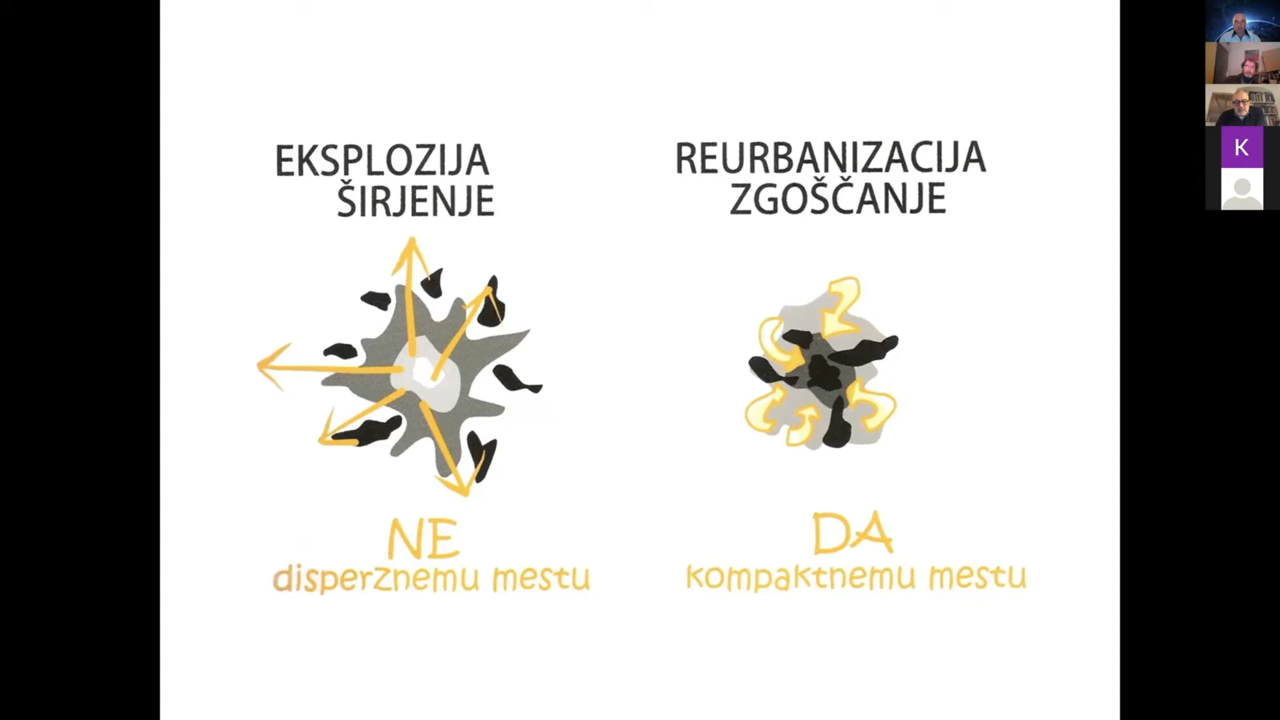 EKSPLOZIJA
ŠIRJENJE
NE
disperznemu mestu
REURBANIZACIJA
ZGOŠČANJE
DA
kompaktnemu mestu
K